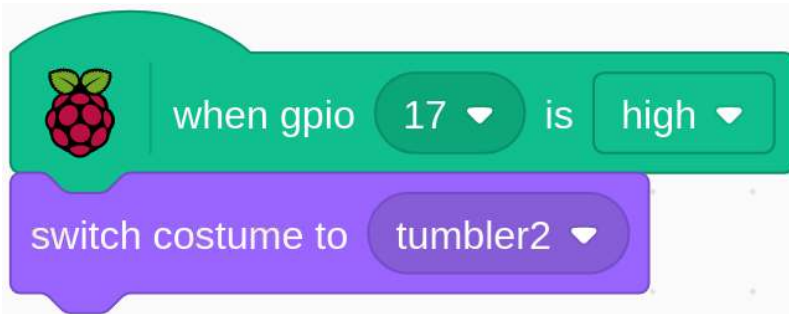 when gpio 17 is high
switch costume to tumbler2